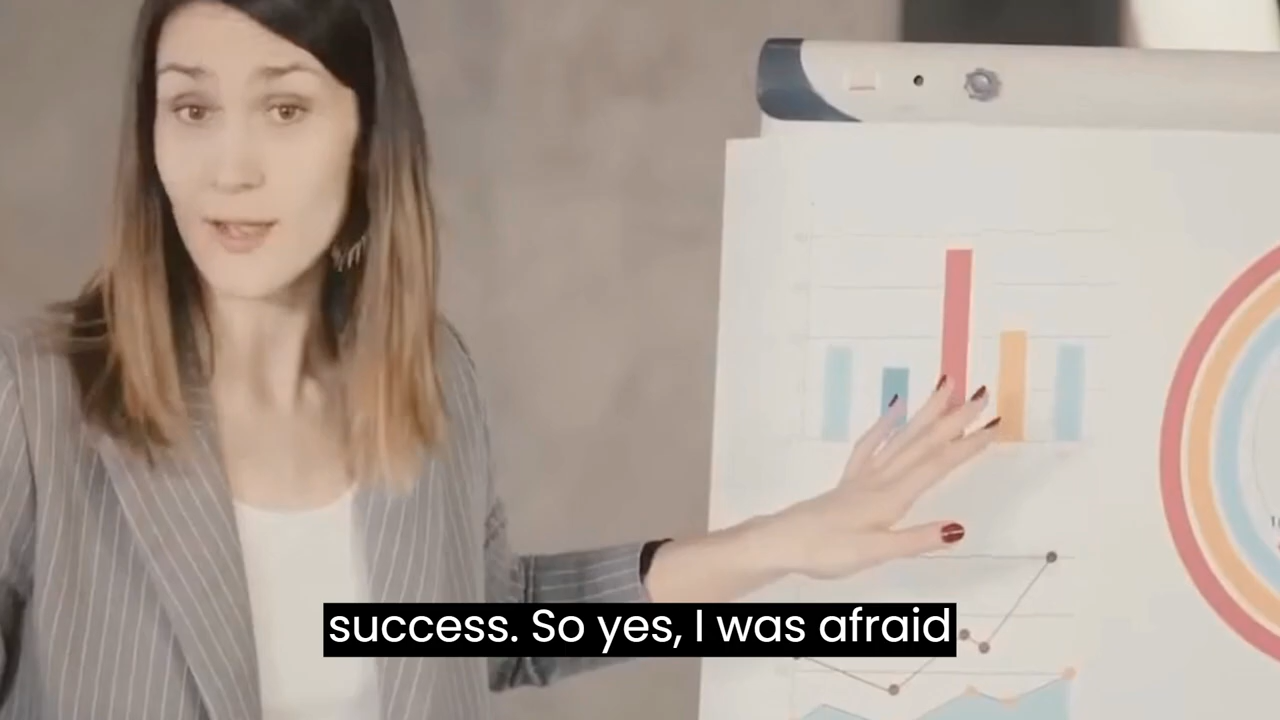 success. So yes, I was afraid